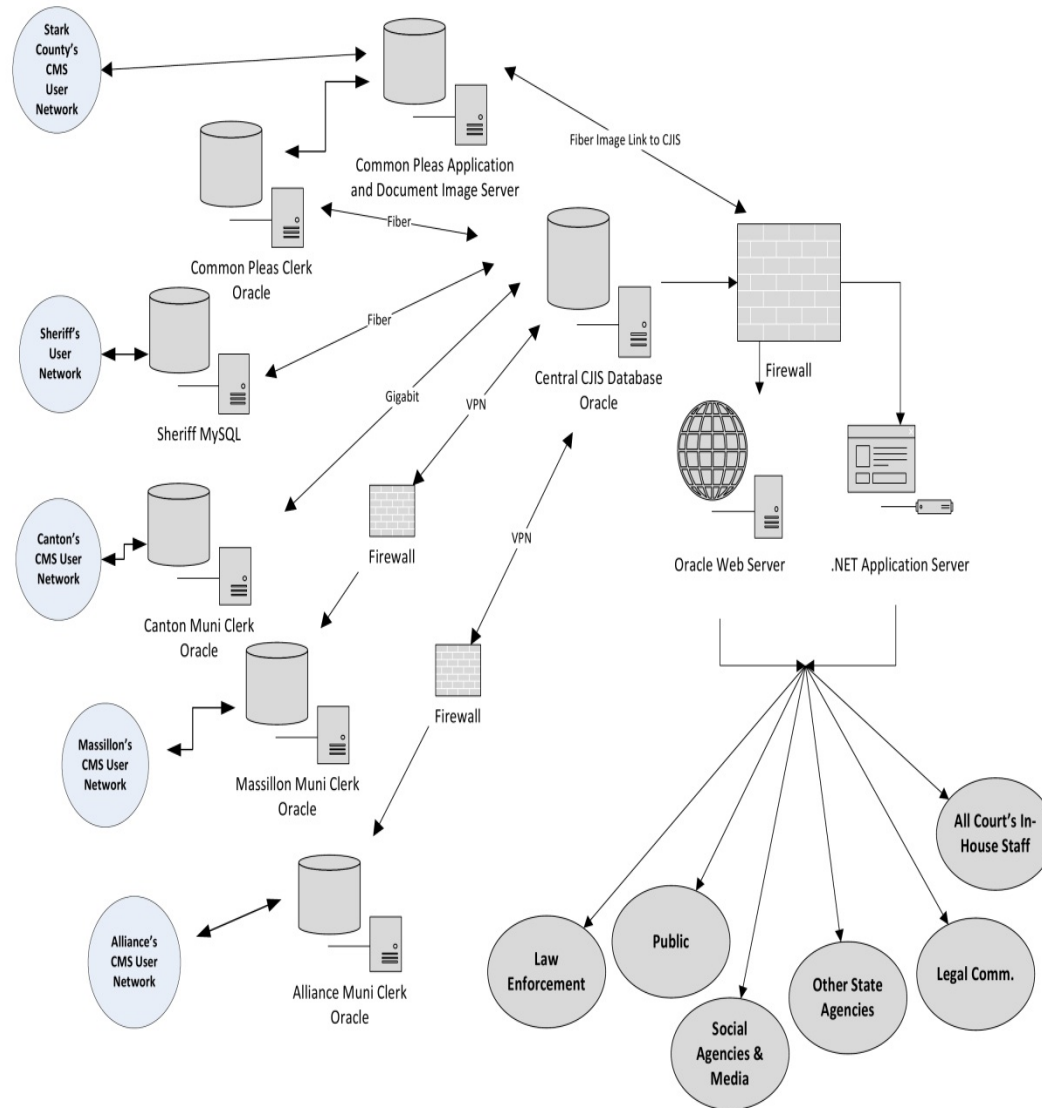 Stark
County's
CMS
User
Network
Fiber Image Link to CJIS
Common Pleas Application
and Document Image Server
Fiber
Common Pleas Clerk
Oracle
Sheriff's
User
Network
Fiber
Sheriff MySQL
Gigabit
VPN
Central CJIS Database
Oracle
Firewall
Canton's
CMS User
Network
Canton Muni Clerk
Oracle
Firewall
VPN
Oracle Web Server
.NET Application Server
Firewall
Massillon's
CMS User
Network
Massillon Muni Clerk
Oracle
Alliance's
CMS User
Network
Alliance Muni Clerk
Oracle
All Court's In-
House Staff
Law
Enforcement
Public
Social
Agencies &
Media
Other State
Agencies
Legal Comm.